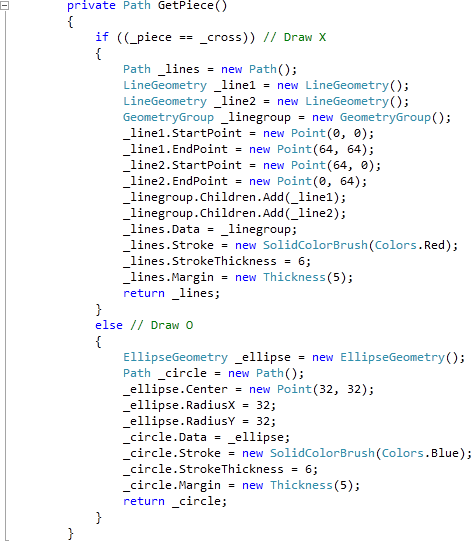 private Path GetPiece()
{
if ((_piece == _cross)) // Draw X
{
Path _lines = new Path();
LineGeometry _line1 = new LineGeometry();
LineGeometry _line2 = new LineGeometry();
GeometryGroup _linegroup = new GeometryGroup();
_line1.StartPoint = new Point(0, 0);
_line1.EndPoint = new Point(64, 64);
_line2.StartPoint = new Point(64, 0);
_line2.EndPoint = new Point(0, 64);
_linegroup.Children.Add(_line1);
_linegroup.Children.Add(_line2);
_lines.Data = _linegroup;
_lines.Stroke = new SolidColorBrush(Colors.Red);
_lines.StrokeThickness = 6;
_lines.Margin = new Thickness(5);
return _lines;
}
else // Draw O
{
EllipseGeometry _ellipse = new EllipseGeometry();
Path _circle = new Path();
_ellipse.Center = new Point(32, 32);
_ellipse.RadiusX = 32;
_ellipse.RadiusY = 32;
_circle.Data = _ellipse;
_circle.Stroke = new SolidColorBrush(Colors.Blue);
_circle.StrokeThickness = 6;
_circle.Margin = new Thickness(5);
return _circle;
}
}